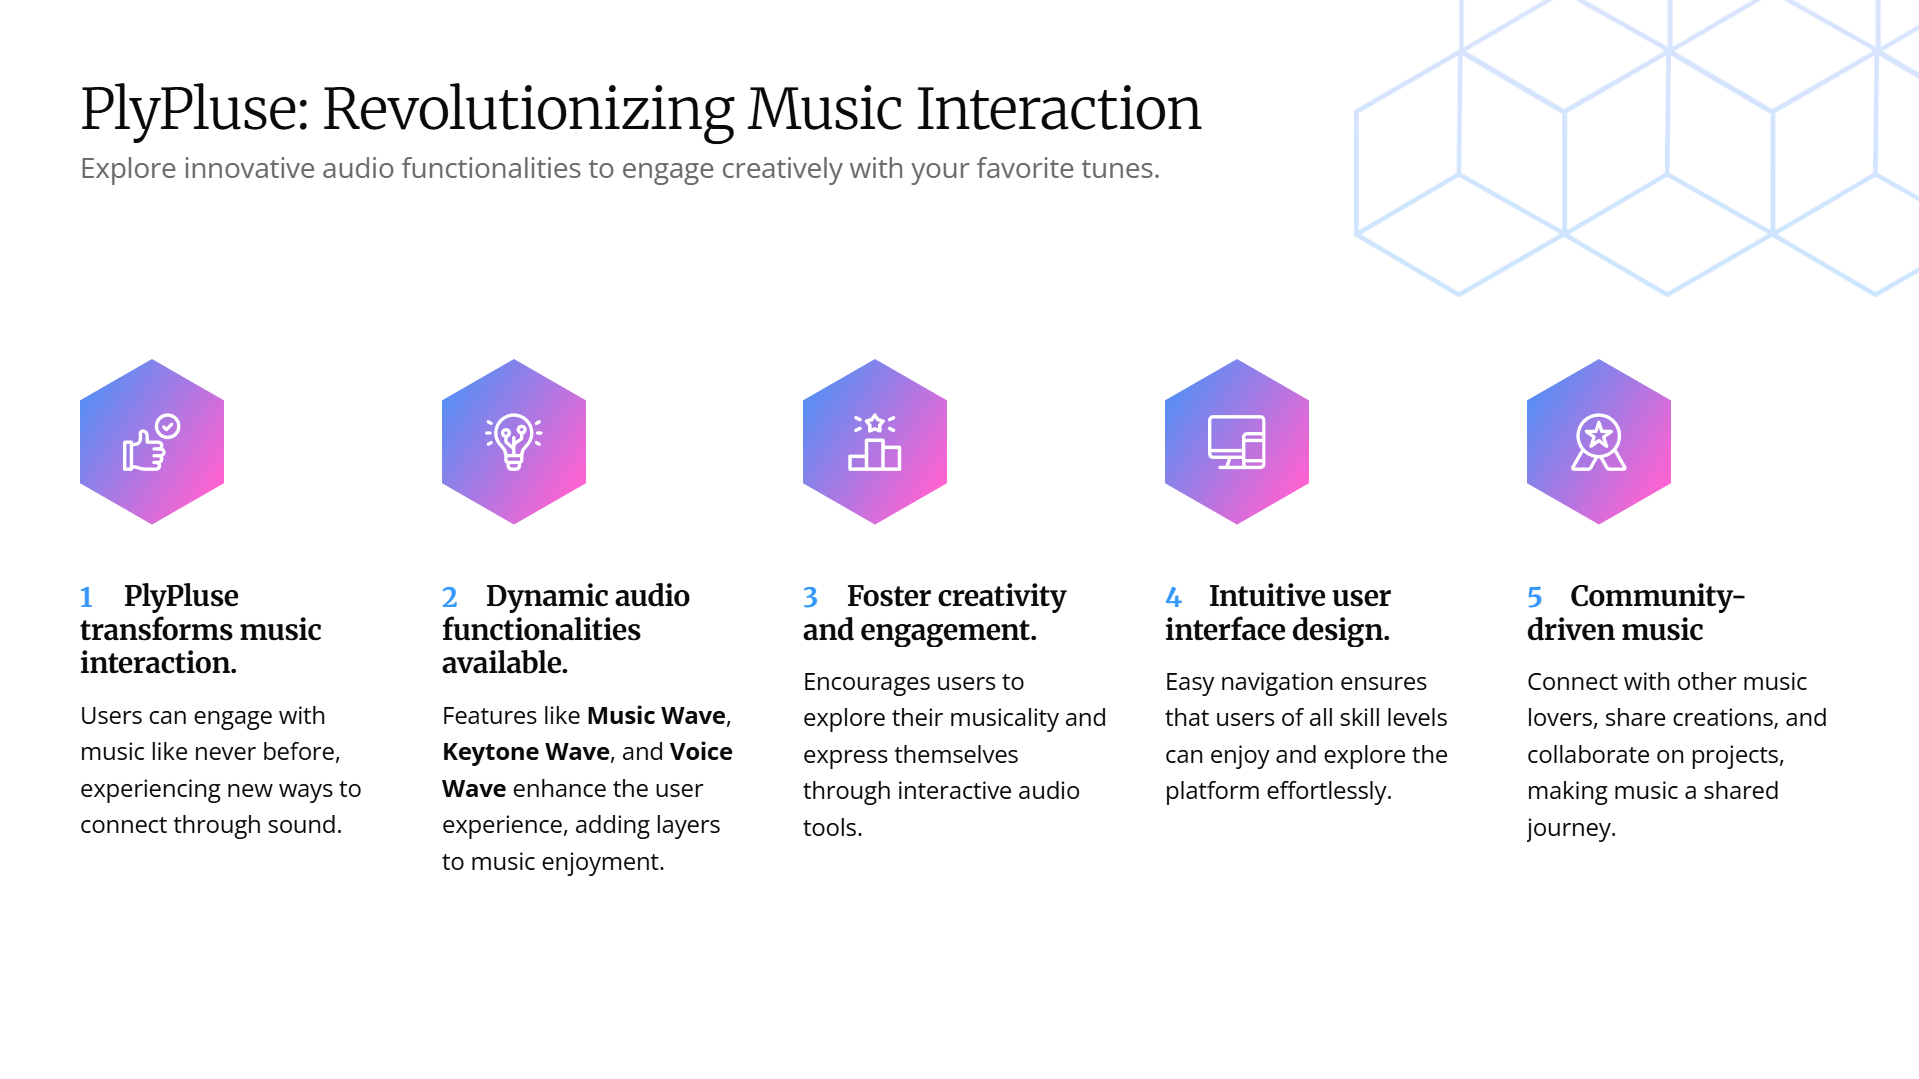 PlyPluse: Revolutionizing Music Interaction
Explore innovative audio functionalities to engage creatively with your favorite tunes.
1 PlyPluse
transforms music
interaction.
Users can engage with
music like never before,
experiencing new ways to
connect through sound.
2 Dynamic audio
functionalities
available.
Features like Music Wave,
Keytone Wave, and Voice
Wave enhance the user
experience, adding layers
to music enjoyment.
3 Foster creativity
and engagement.
Encourages users to
explore their musicality and
express themselves
through interactive audio
tools.
4 Intuitive user
interface design.
Easy navigation ensures
that users of all skill levels
can enjoy and explore the
platform effortlessly.
5 Community-
driven music
Connect with other music
lovers, share creations, and
collaborate on projects,
making music a shared
journey.